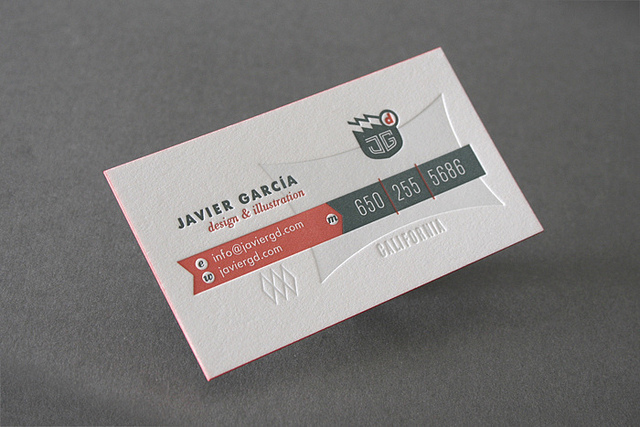 d
JG
JAVIER GARCÍA
design & illustration
m 650 255 5686
e info@javiergd.com
w javiergd.com
CALIFORNIA